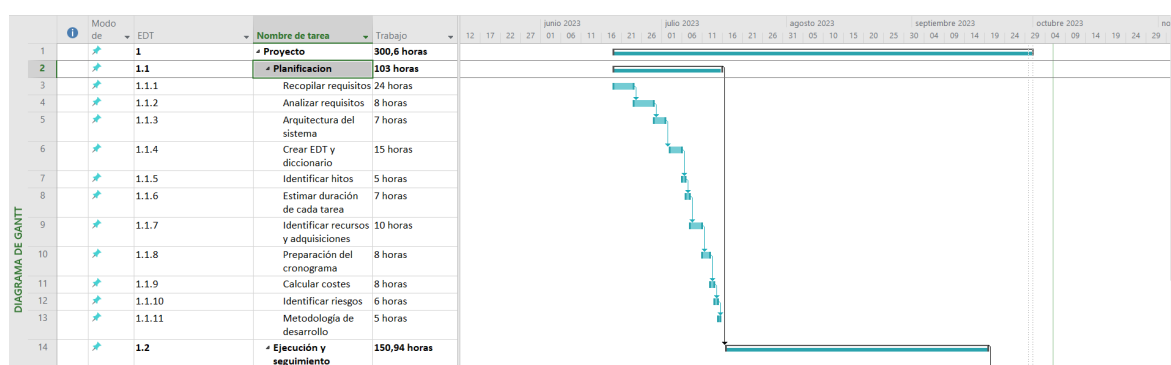 Modo
de EDT Nombre de tarea Trabajo
junio 2023 julio 2023 agosto 2023 septiembre 2023 octubre 2023 no
12 17 22 27 01 06 11 16 21 26 01 06 11 16 21 26 31 05 10 15 20 25 30 04 09 14 19 24 29 04 09 14 19 24 29
1 1 Proyecto 300,6 horas
2 1.1 Planificacion 103 horas
3 1.1.1 Recopilar requisitos 24 horas
4 1.1.2 Analizar requisitos 8 horas
5 1.1.3 Arquitectura del 7 horas
sistema
6 1.1.4 Crear EDT y 15 horas
diccionario
7 1.1.5 Identificar hitos 5 horas
8 1.1.6 Estimar duración 7 horas
de cada tarea
9 1.1.7 Identificar recursos 10 horas
y adquisiciones
10 1.1.8 Preparación del 8 horas
cronograma
11 1.1.9 Calcular costes 8 horas
12 1.1.10 Identificar riesgos 6 horas
13 1.1.11 Metodología de 5 horas
desarrollo
14 1.2 Ejecución y 150,94 horas
seguimiento
DIAGRAMA DE GANTT